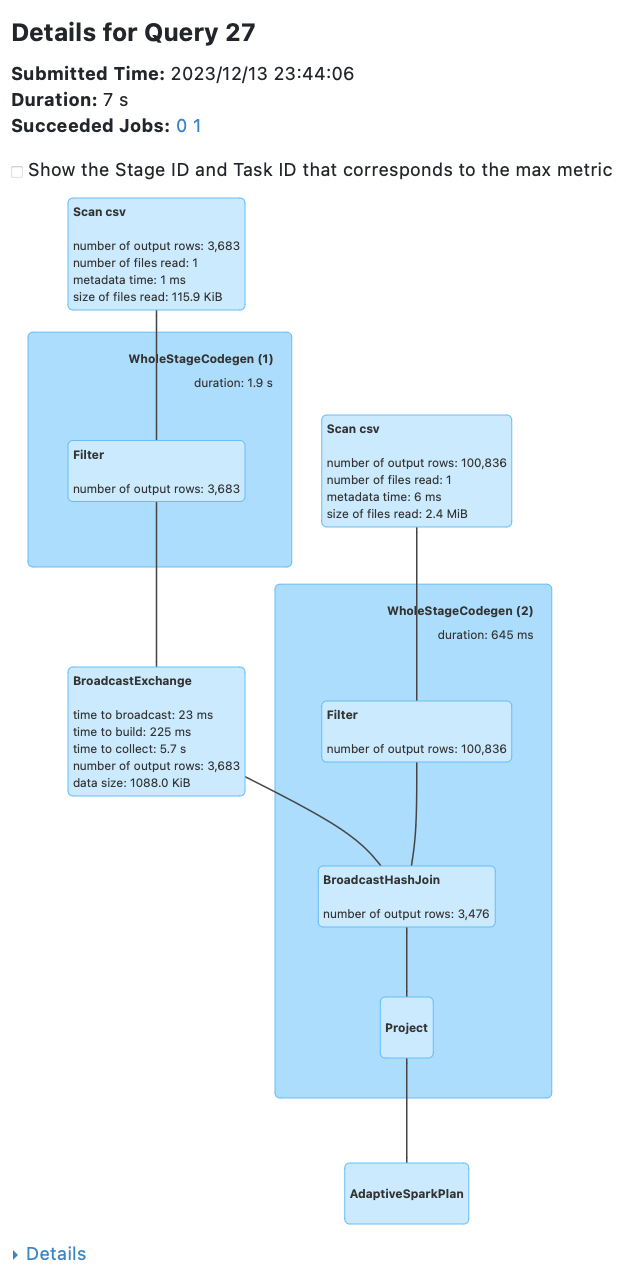 Details for Query 27
Submitted Time: 2023/12/13 23:44:06
Duration: 7 s
Succeeded Jobs: 0 1
Show the Stage ID and Task ID that corresponds to the max metric
Scan csv
number of output rows: 3,683
number of files read: 1
metadata time: 1 ms
size of files read: 115.9 KiB
WholeStageCodegen (1)
duration: 1.9 s
Filter
number of output rows: 3,683
BroadcastExchange
time to broadcast: 23 ms
time to build: 225 ms
time to collect: 5.7 s
number of output rows: 3,683
data size: 1088.0 KiB
Scan csv
number of output rows: 100,836
number of files read: 1
metadata time: 6 ms
size of files read: 2.4 MiB
WholeStageCodegen (2)
duration: 645 ms
Filter
number of output rows: 100,836
BroadcastHashJoin
number of output rows: 3,476
Project
AdaptiveSparkPlan
Details